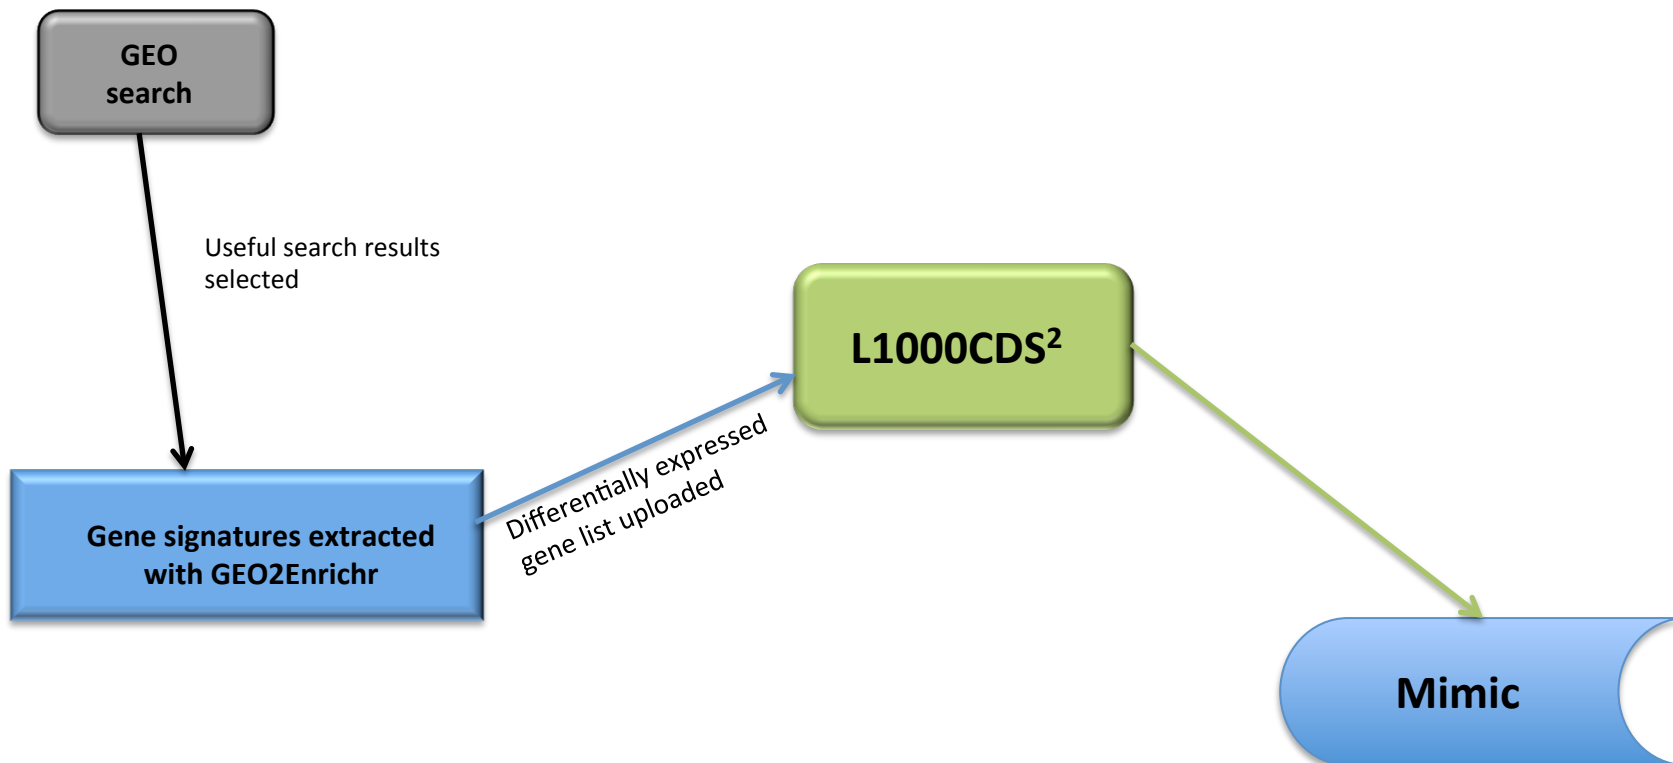 GEO
search
Useful search results
selected
L1000CDS²
Differentially expressed
gene list uploaded
Gene signatures extracted
with GEO2Enrichr
Mimic